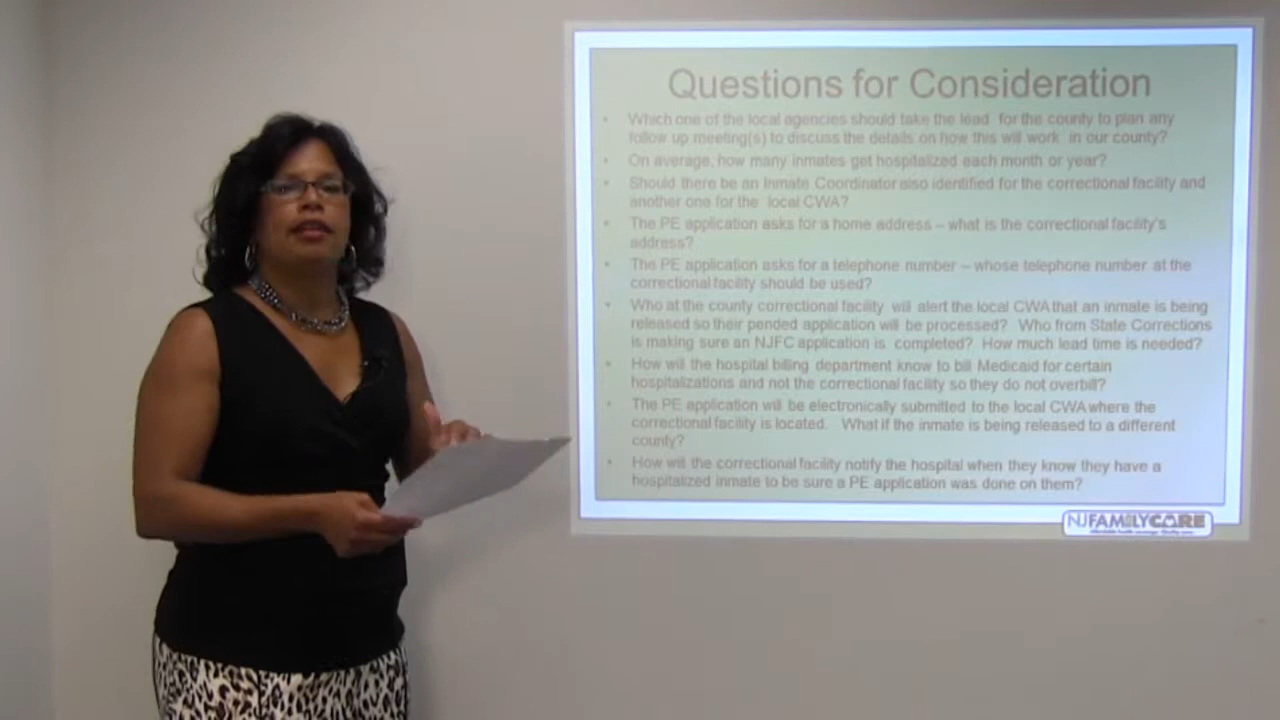 Questions for Consideration
• Which one of the local agencies should take the lead for the county to plan any
follow up meeting(s) to discuss the details on how this will work in our county?
• On average, how many inmates get hospitalized each month or year?
• Should there be an Inmate Coordinator also identified for the correctional facility and
another one for the local CWA?
• The PE application asks for a home address – what is the correctional facility's
address?
• The PE application asks for a telephone number – whose telephone number at the
correctional facility should be used?
• Who at the county correctional facility will alert the local CWA that an inmate is being
released so their pended application will be processed? Who from State Corrections
is making sure an NJFC application is completed? How much lead time is needed?
• How will the hospital billing department know to bill Medicaid for certain
hospitalizations and not the correctional facility so they do not overbill?
• The PE application will be electronically submitted to the local CWA where the
correctional facility is located. What if the inmate is being released to a different
county?
• How will the correctional facility notify the hospital when they know they have a
hospitalized inmate to be sure a PE application was done on them?
NJFAMILYCARE
Affordable health coverage. Quality care.